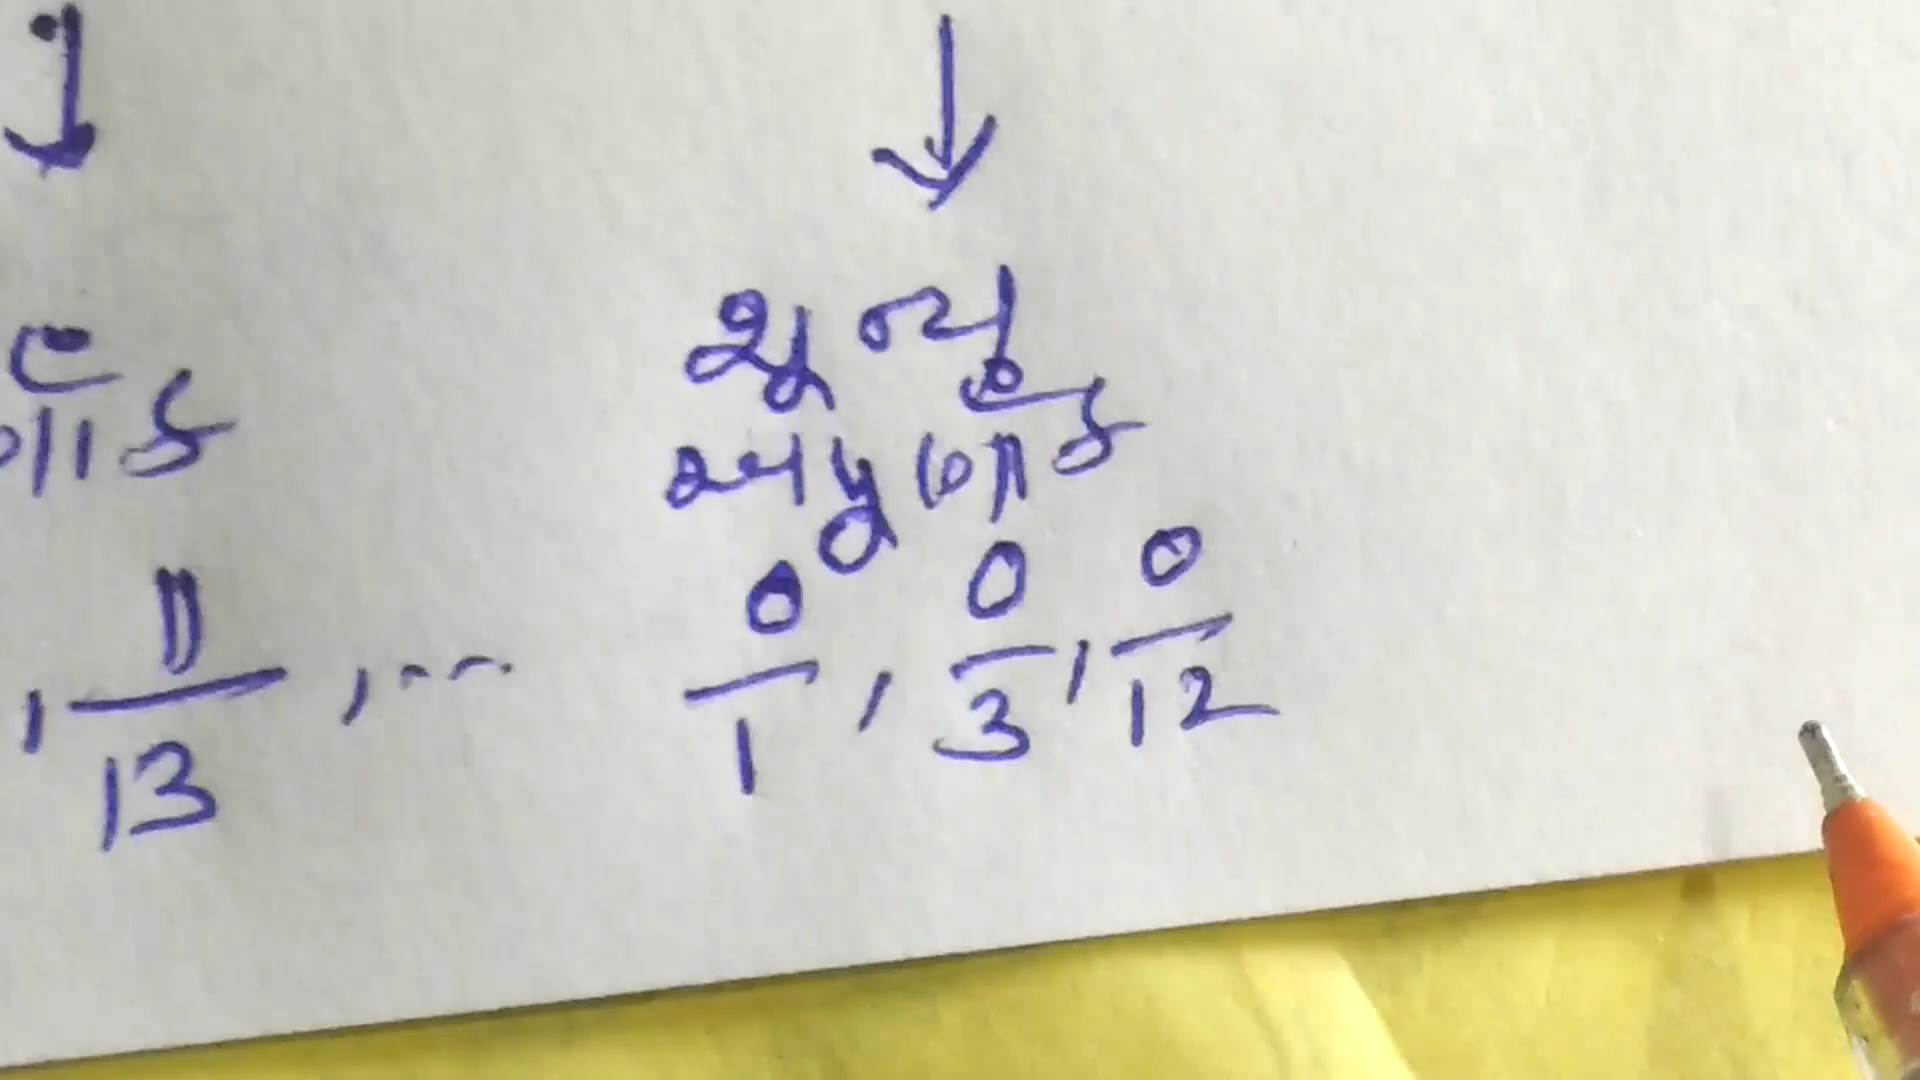 શૂન્ય
અપૂર્ણાંક
, 11/13 , ... 0/1 , 0/3 , 0/12